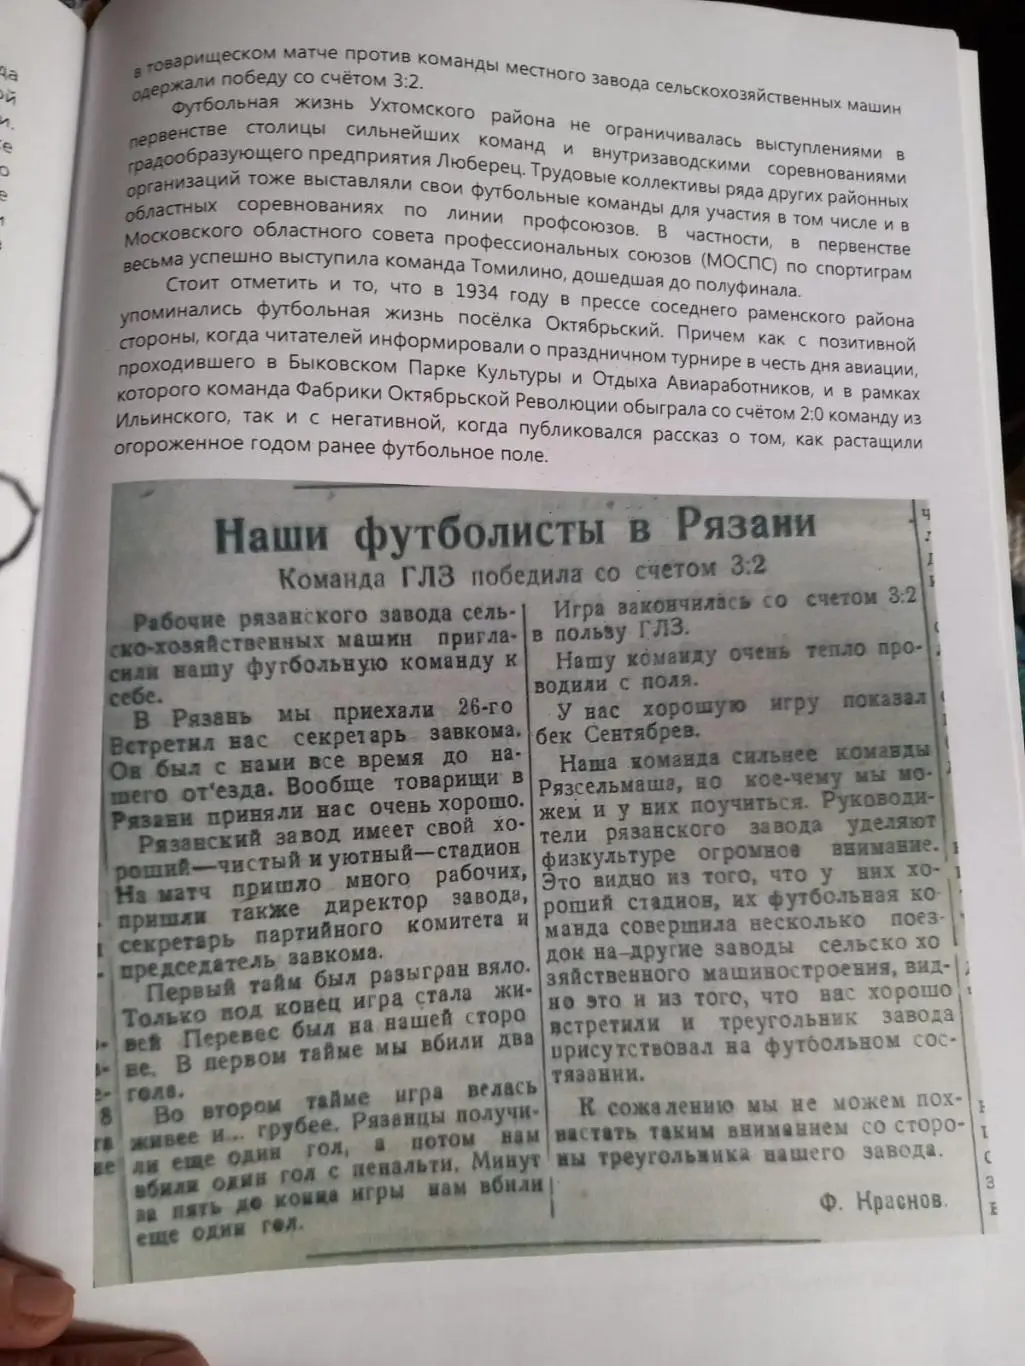 в товарищеском матче против команды местного завода сельскохозяйственных машин
одержали победу со счётом 3:2.
Футбольная жизнь Ухтомского района не ограничивалась выступлениями в
первенстве столицы сильнейших команд и внутризаводскими соревнованиями
градообразующего предприятия Люберец. Трудовые коллективы ряда других районных
организаций тоже выставляли свои футбольные команды для участия в том числе и в
областных соревнованиях по линии профсоюзов. В частности, в первенстве
Московского областного совета профессиональных союзов (МОСПС) по спортиграм
весьма успешно выступила команда Томилино, дошедшая до полуфинала.
Стоит отметить и то, что в 1934 году в прессе соседнего раменского района
упоминались футбольная жизнь посёлка Октябрьский. Причем как с позитивной
стороны, когда читателей информировали о праздничном турнире в честь дня авиации,
проходившего в Быковском Парке Культуры и Отдыха Авиаработников, и в рамках
которого команда Фабрики Октябрьской Революции обыграла со счётом 2:0 команду из
Ильинского, так и с негативной, когда публиковался рассказ о том, как растащили
огороженное годом ранее футбольное поле.
Наши футболисты в Рязани
Команда ГЛЗ победила со счетом 3:2
Рабочие рязанского завода сель-
ско-хозяйственных машин пригла-
сили нашу футбольную команду к
себе.
В Рязань мы приехали 26-го
Встретил нас секретарь завкома.
Он был с нами все время до на-
шего от'езда. Вообще товарищи в
Рязани приняли нас очень хорошо.
Рязанский завод имеет свой хо-
роший—чистый и уютный—стадион
На матч пришло много рабочих,
пришли также директор завода,
секретарь партийного комитета и
председатель завкома.
Первый тайм был разыгран вяло.
Только под конец игра стала жи-
вей Перевес был на нашей сторо
не. В первом тайме мы вбили два
гола.
Во втором тайме игра велась
живее и... грубее. Рязанцы получи-
ли еще один гол, а потом нам
вбили один гол с пенальти. Минут
за пять до конца игры нам вбили
еще один гол.
Игра закончилась со счетом 3:2
в пользу ГЛЗ.
Нашу команду очень тепло про-
водили с поля.
У нас хорошую игру показал
бек Сентябрев.
Наша команда сильнее команды
Рязсельмаша, но кое-чему мы мо-
жем и у них поучиться. Руководи-
тели рязанского завода уделяют
физкультуре огромное внимание.
Это видно из того, что у них хо-
роший стадион, их футбольная ко-
манда совершила несколько поез-
док на-другие заводы сельско хо
зяйственного машиностроения, вид-
но это и из того, что нас хорошо
встретили и треугольник завода
присутствовал на футбольном сос-
тязании.
К сожалению мы не можем пох-
вастать таким вниманием со сторо-
ны треугольника нашего завода.
Ф. Краснов.